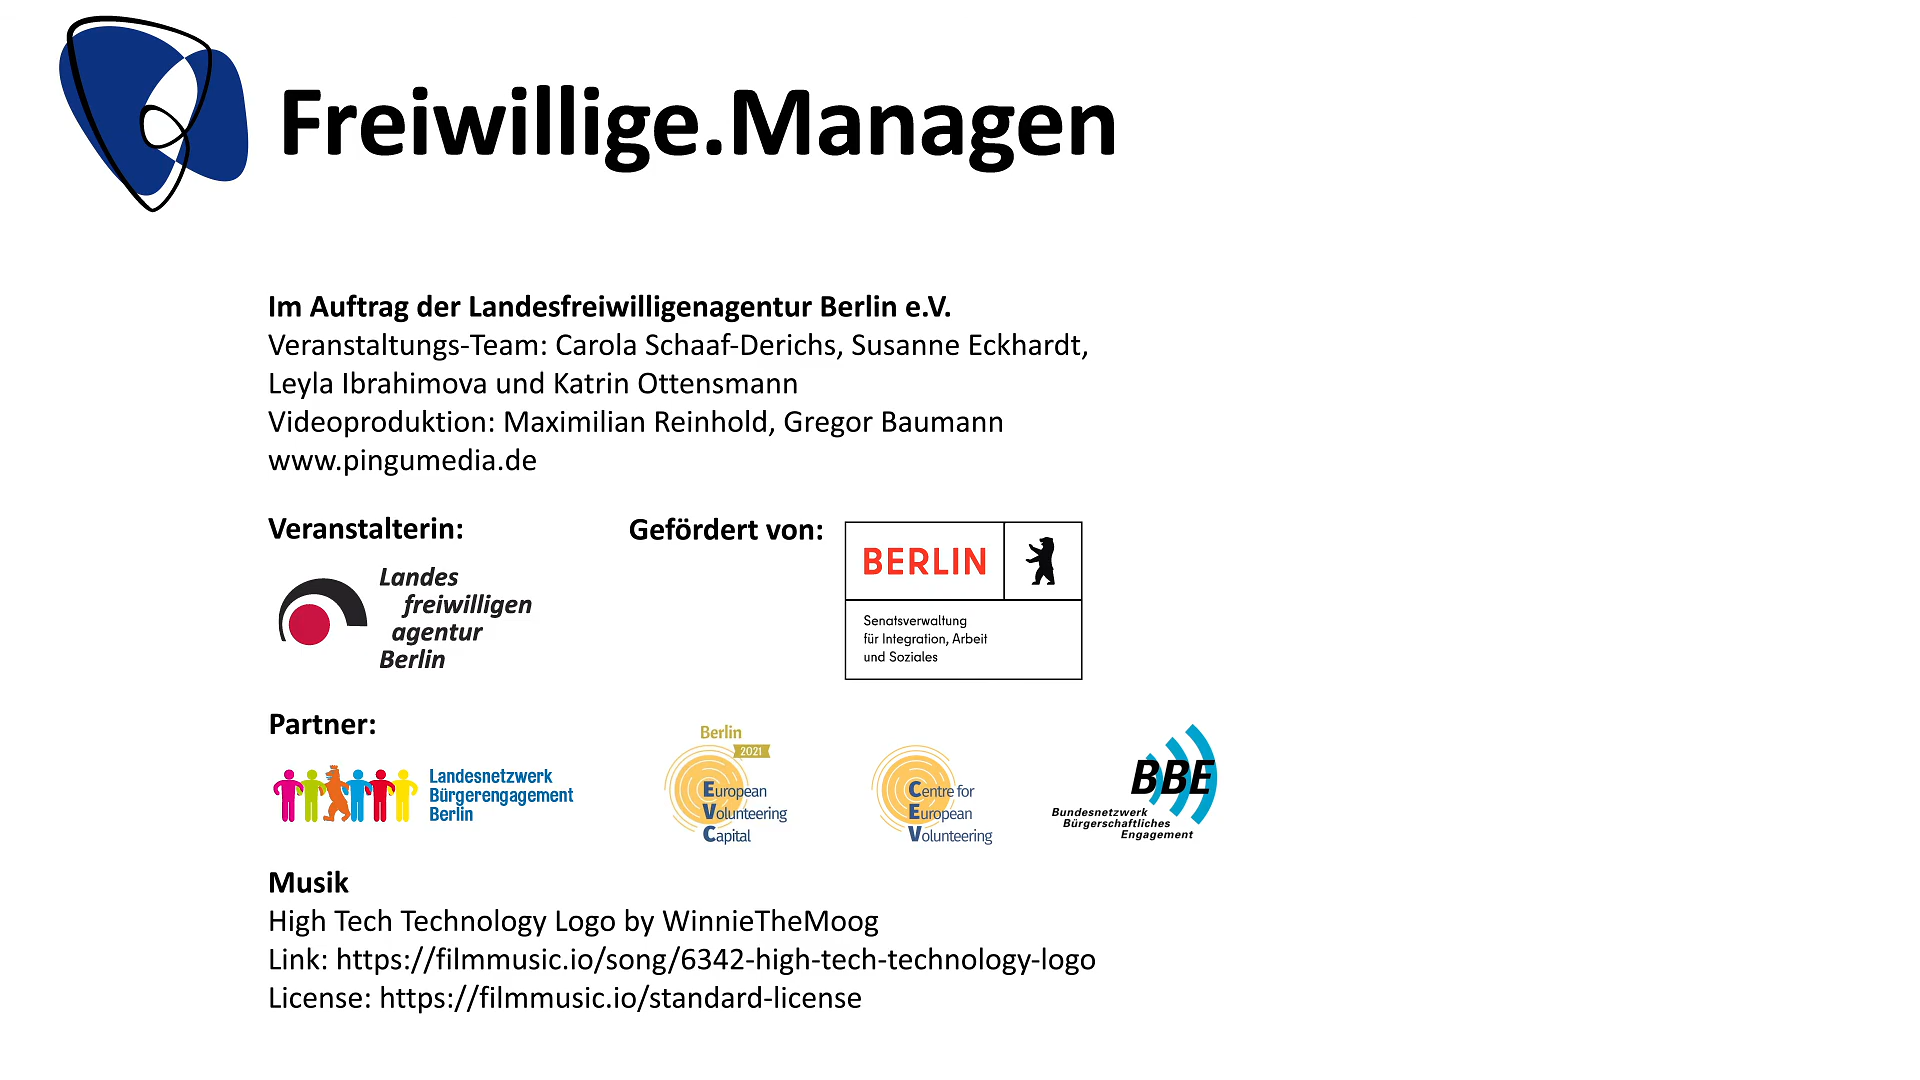 Freiwillige.Managen
Im Auftrag der Landesfreiwilligenagentur Berlin e.V.
Veranstaltungs-Team: Carola Schaaf-Derichs, Susanne Eckhardt,
Leyla Ibrahimova und Katrin Ottensmann
Videoproduktion: Maximilian Reinhold, Gregor Baumann
www.pingumedia.de
Veranstalterin:
Landes
freiwilligen
agentur
Berlin
Gefördert von:
BERLIN
Senatsverwaltung
für Integration, Arbeit
und Soziales
Partner:
Landesnetzwerk
Bürgerengagement
Berlin
Berlin
2021
European
Volunteering
Capital
Centre for
European
Volunteering
BBE
Bundesnetzwerk
Bürgerschaftliches
Engagement
Musik
High Tech Technology Logo by WinnieTheMoog
Link: https://filmmusic.io/song/6342-high-tech-technology-logo
License: https://filmmusic.io/standard-license